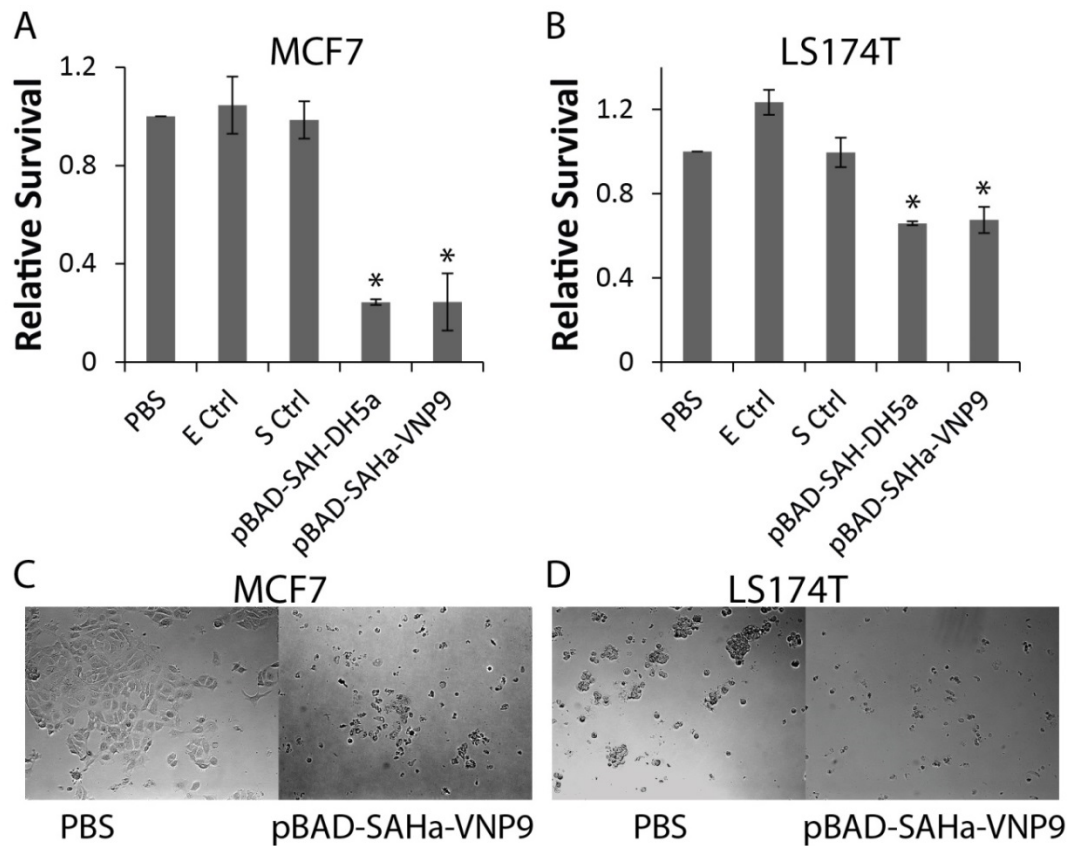 A
MCF7
Relative Survival
1.2
0.8
0.4
0
*
*
PBS
E Ctrl
S Ctrl
pBAD-SAH-DH5a
pBAD-SAHa-VNP9
B
LS174T
Relative Survival
1.2
0.8
0.4
0
*
*
PBS
E Ctrl
S Ctrl
pBAD-SAH-DH5a
pBAD-SAHa-VNP9
C
MCF7
PBS
pBAD-SAHa-VNP9
D
LS174T
PBS
pBAD-SAHa-VNP9